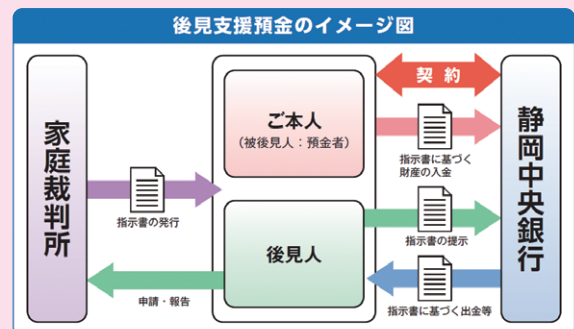 後見支援預金のイメージ図
家庭裁判所
指示書の発行
申請・報告
ご本人
（被後見人：預金者）
後見人
契約
指示書に基づく
財産の入金
指示書の提示
指示書に基づく出金等
静岡中央銀行